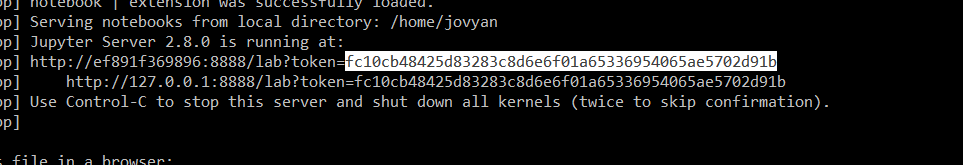 op] notebook | extension was successfully loaded.
op] Serving notebooks from local directory: /home/jovyan
op] Jupyter Server 2.8.0 is running at:
op] http://ef891f369896:8888/lab?token=fc10cb48425d83283c8d6e6f01a65336954065ae5702d91b
op]     http://127.0.0.1:8888/lab?token=fc10cb48425d83283c8d6e6f01a65336954065ae5702d91b
op] Use Control-C to stop this server and shut down all kernels (twice to skip confirmation).
op]
s file in a browser: